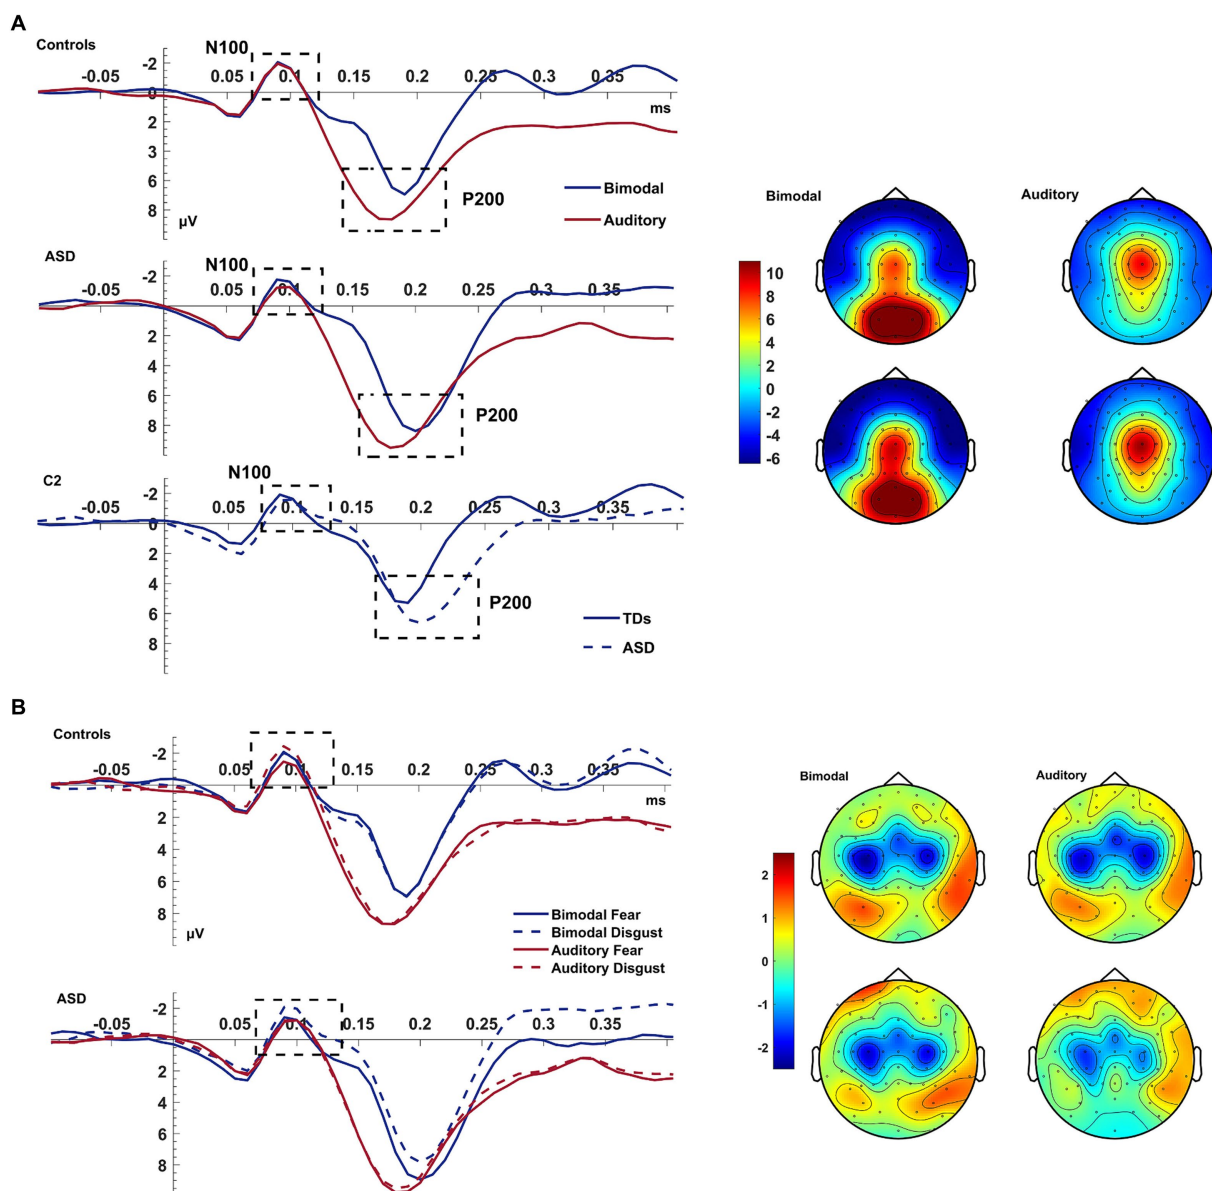 A
Controls
N100
-2
0
2
3
6
8
-0.05
0.05
0.1
0.15
0.2
0.25
0.3
0.35
ms
µV
P200
Bimodal
Auditory
ASD
N100
-2
0
2
4
6
8
-0.05
0.05
0.1
0.15
0.2
0.25
0.3
0.35
P200
C2
N100
-2
0
2
4
6
8
-0.05
0.05
0.1
0.15
0.2
0.25
0.3
0.35
P200
TDs
ASD
Bimodal
Auditory
10
8
6
4
2
0
-2
-4
-6
B
Controls
-2
0
2
4
6
8
-0.05
0.05
0.1
0.15
0.2
0.25
0.3
0.35
ms
µV
Bimodal Fear
Bimodal Disgust
Auditory Fear
Auditory Disgust
ASD
-2
0
2
4
6
8
-0.05
0.05
0.1
0.15
0.2
0.25
0.3
0.35
Bimodal
Auditory
2
1
0
-1
-2